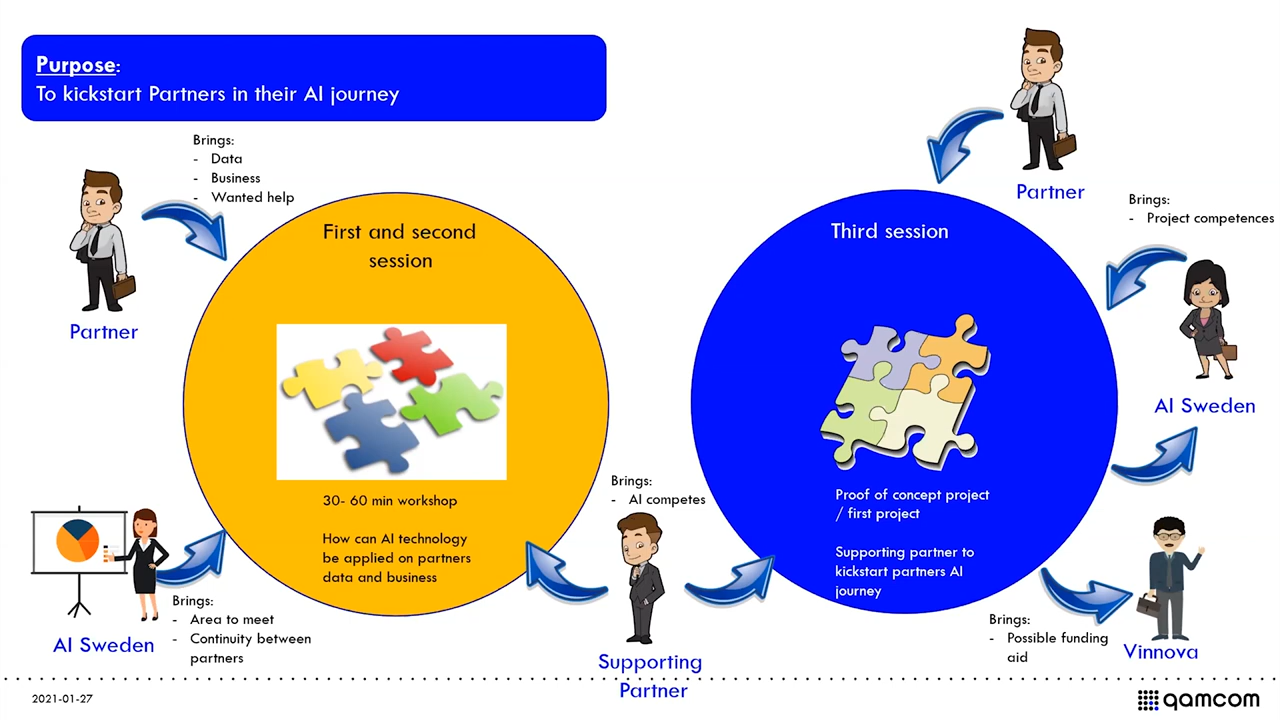 Purpose:
To kickstart Partners in their AI journey
Brings:
- Data
- Business
- Wanted help
Partner
First and second
session
30- 60 min workshop
How can AI technology
be applied on partners
data and business
AI Sweden
Brings:
- Area to meet
- Continuity between
partners
Brings:
- AI competes
Supporting
Partner
Partner
Third session
Proof of concept project
/ first project
Supporting partner to
kickstart partners AI
journey
Brings:
- Project competences
AI Sweden
Brings:
- Possible funding
aid
Vinnova
2021-01-27
qamcom